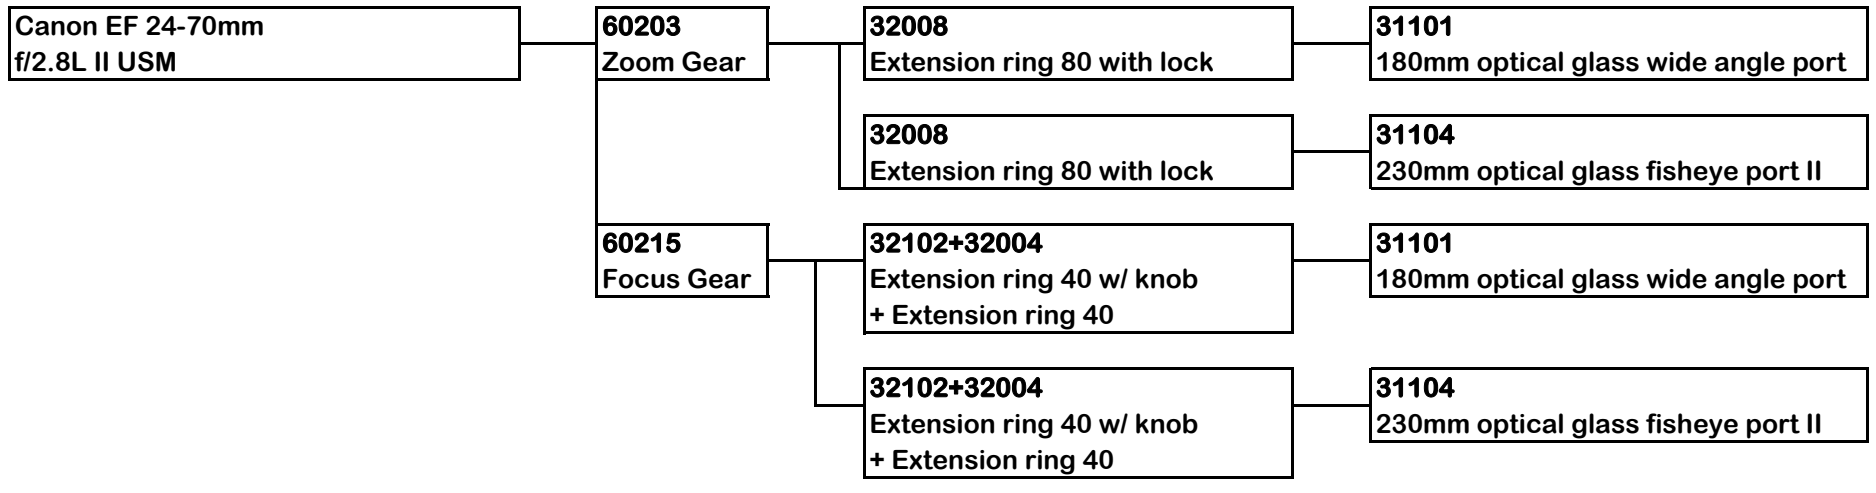 Canon EF 24-70mm
f/2.8L II USM
60203
Zoom Gear
32008
Extension ring 80 with lock
31101
180mm optical glass wide angle port
32008
Extension ring 80 with lock
31104
230mm optical glass fisheye port II
60215
Focus Gear
32102+32004
Extension ring 40 w/ knob
+ Extension ring 40
31101
180mm optical glass wide angle port
32102+32004
Extension ring 40 w/ knob
+ Extension ring 40
31104
230mm optical glass fisheye port II